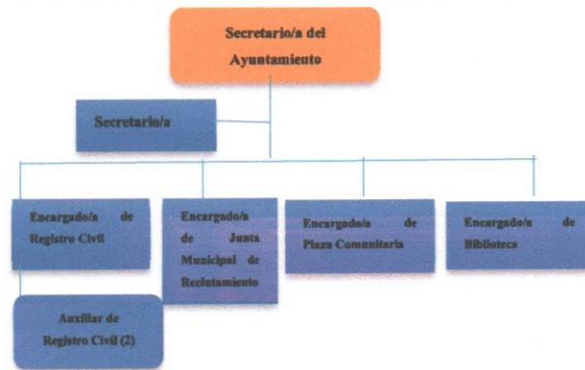 Secretario/a del
Ayuntamiento
Secretario/a
Encargado/a de
Registro Civil
Encargado/a
de Junta
Municipal de
Reclutamiento
Encargado/a de
Plaza Comunitaria
Encargado/a de
Biblioteca
Auxiliar de
Registro Civil (2)